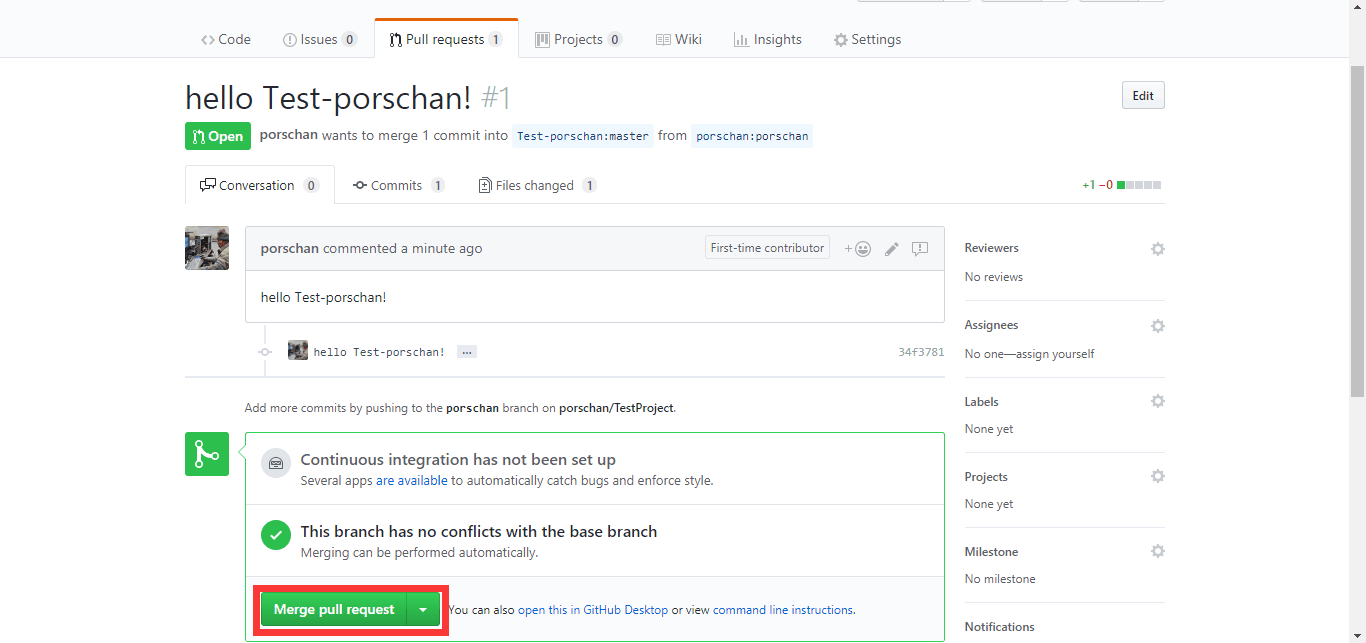 Code Issues 0 Pull requests 1 Projects 0 Wiki Insights Settings
hello Test-porschan! #1
Edit
Open porschan wants to merge 1 commit into Test-porschan:master from porschan:porschan
Conversation 0 Commits 1 Files changed 1
+1 −0
porschan commented a minute ago
First-time contributor
+
hello Test-porschan!
hello Test-porschan! …
34f3781
Add more commits by pushing to the porschan branch on porschan/TestProject.
Continuous integration has not been set up
Several apps are available to automatically catch bugs and enforce style.
This branch has no conflicts with the base branch
Merging can be performed automatically.
Merge pull request
You can also open this in GitHub Desktop or view command line instructions.
Reviewers
No reviews
Assignees
No one—assign yourself
Labels
None yet
Projects
None yet
Milestone
No milestone
Notifications